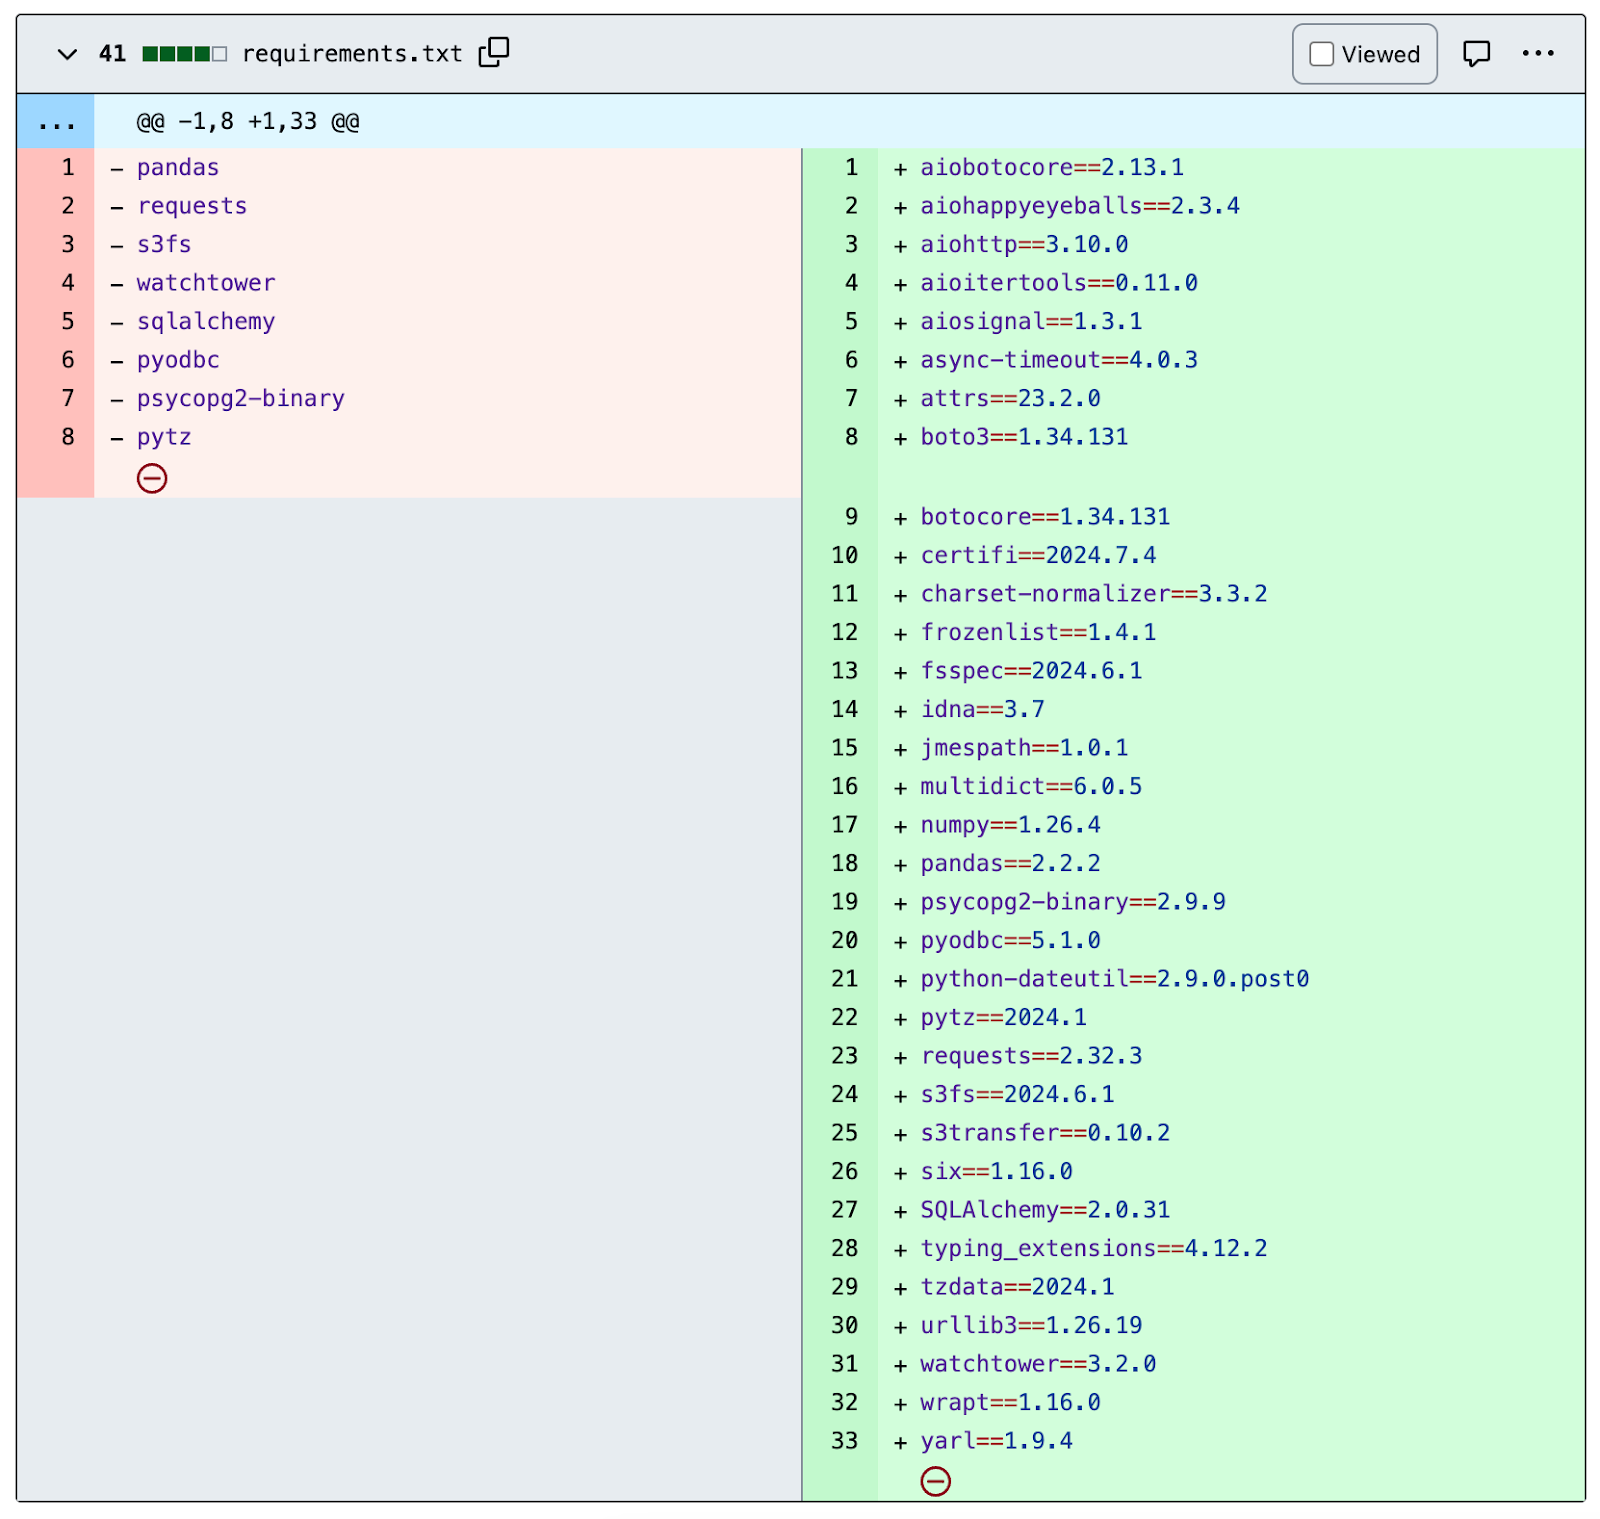 41 requirements.txt Viewed ...
... @@ -1,8 +1,33 @@
1 - pandas
2 - requests
3 - s3fs
4 - watchtower
5 - sqlalchemy
6 - pyodbc
7 - psycopg2-binary
8 - pytz
1 + aiobotocore==2.13.1
2 + aiohappyeyeballs==2.3.4
3 + aiohttp==3.10.0
4 + aioitertools==0.11.0
5 + aiosignal==1.3.1
6 + async-timeout==4.0.3
7 + attrs==23.2.0
8 + boto3==1.34.131
9 + botocore==1.34.131
10 + certifi==2024.7.4
11 + charset-normalizer==3.3.2
12 + frozenlist==1.4.1
13 + fsspec==2024.6.1
14 + idna==3.7
15 + jmespath==1.0.1
16 + multidict==6.0.5
17 + numpy==1.26.4
18 + pandas==2.2.2
19 + psycopg2-binary==2.9.9
20 + pyodbc==5.1.0
21 + python-dateutil==2.9.0.post0
22 + pytz==2024.1
23 + requests==2.32.3
24 + s3fs==2024.6.1
25 + s3transfer==0.10.2
26 + six==1.16.0
27 + SQLAlchemy==2.0.31
28 + typing_extensions==4.12.2
29 + tzdata==2024.1
30 + urllib3==1.26.19
31 + watchtower==3.2.0
32 + wrapt==1.16.0
33 + yarl==1.9.4